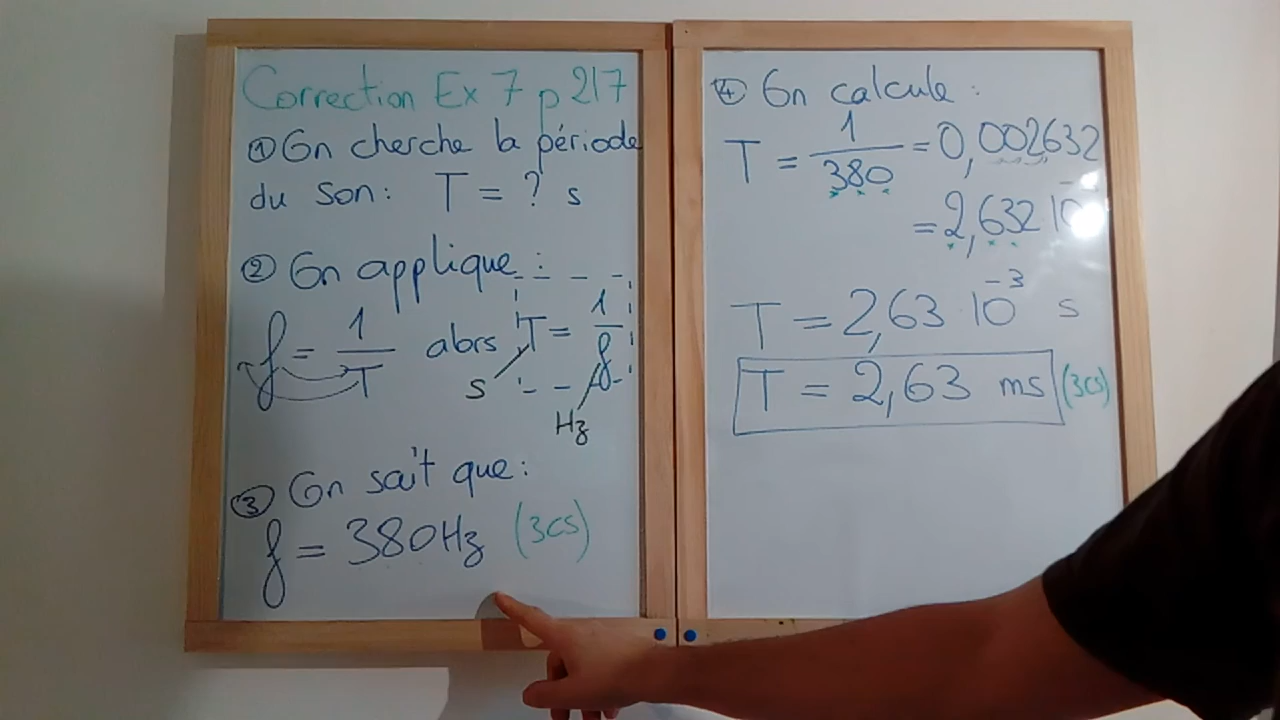 Correction Ex 7 p 217
① On cherche la période
du son : T = ? s
② On applique :
f = 1/T alors T = 1/f
s
Hz
③ On sait que :
f = 380Hz (3CS)
④ On calcule :
T = 1/380 = 0,002632
= 2,632 10
T = 2,63 10⁻³ s
T = 2,63 ms (3CS)